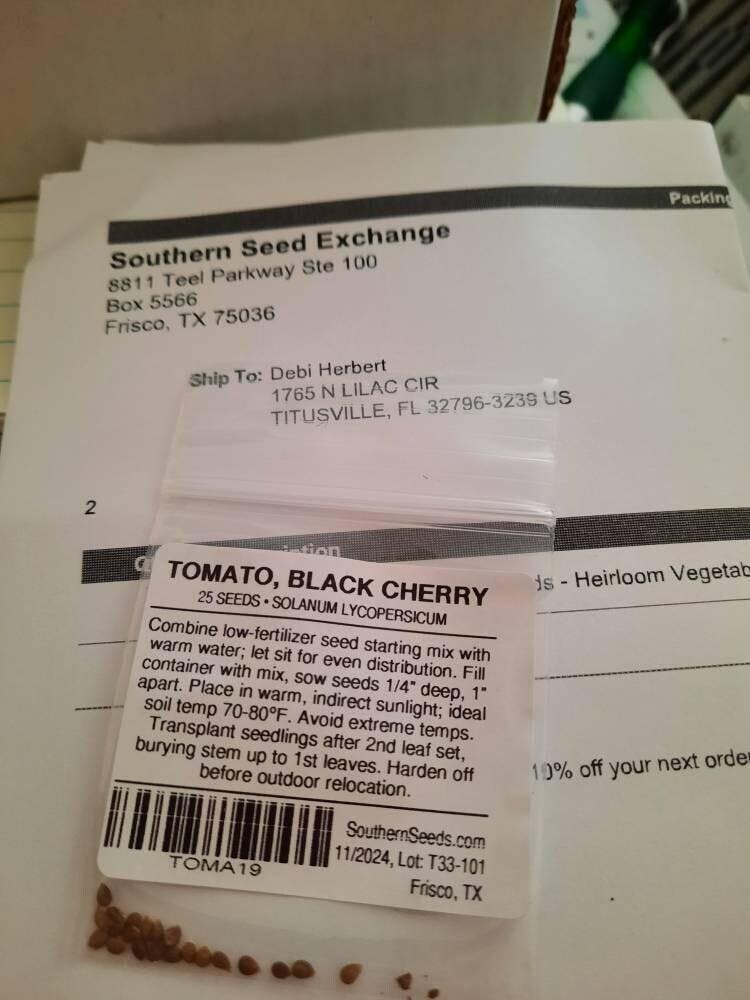 Packing
Southern Seed Exchange
8811 Teel Parkway Ste 100
Box 5566
Frisco, TX 75036
Ship To: Debi Herbert
1765 N LILAC CIR
TITUSVILLE, FL 32796-3239 US
2
ds - Heirloom Vegetab
TOMATO, BLACK CHERRY
25 SEEDS • SOLANUM LYCOPERSICUM
Combine low-fertilizer seed starting mix with
warm water; let sit for even distribution. Fill
container with mix, sow seeds 1/4" deep, 1"
apart. Place in warm, indirect sunlight; ideal
soil temp 70-80°F. Avoid extreme temps.
Transplant seedlings after 2nd leaf set,
burying stem up to 1st leaves. Harden off
before outdoor relocation.
10% off your next orde
TOMA19
SouthernSeeds.com
11/2024, Lot: T33-101
Frisco, TX